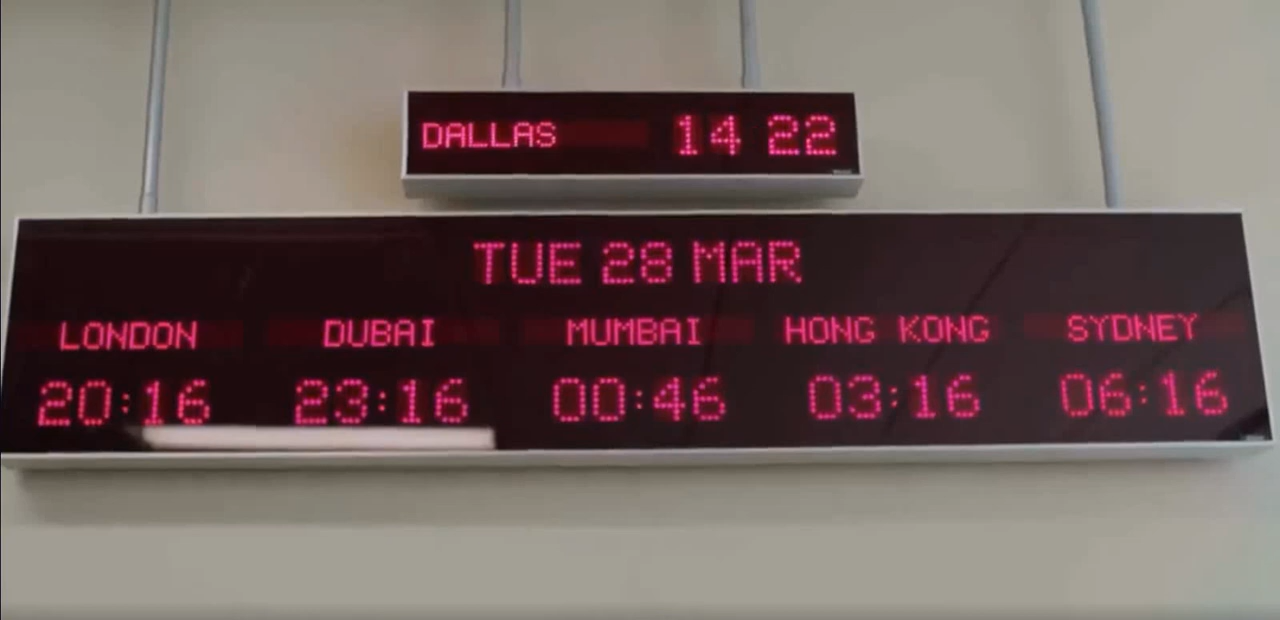 DALLAS 14 22
TUE 28 MAR
LONDON DUBAI MUMBAI HONG KONG SYDNEY
20:16 23:16 00:46 03:16 06:16